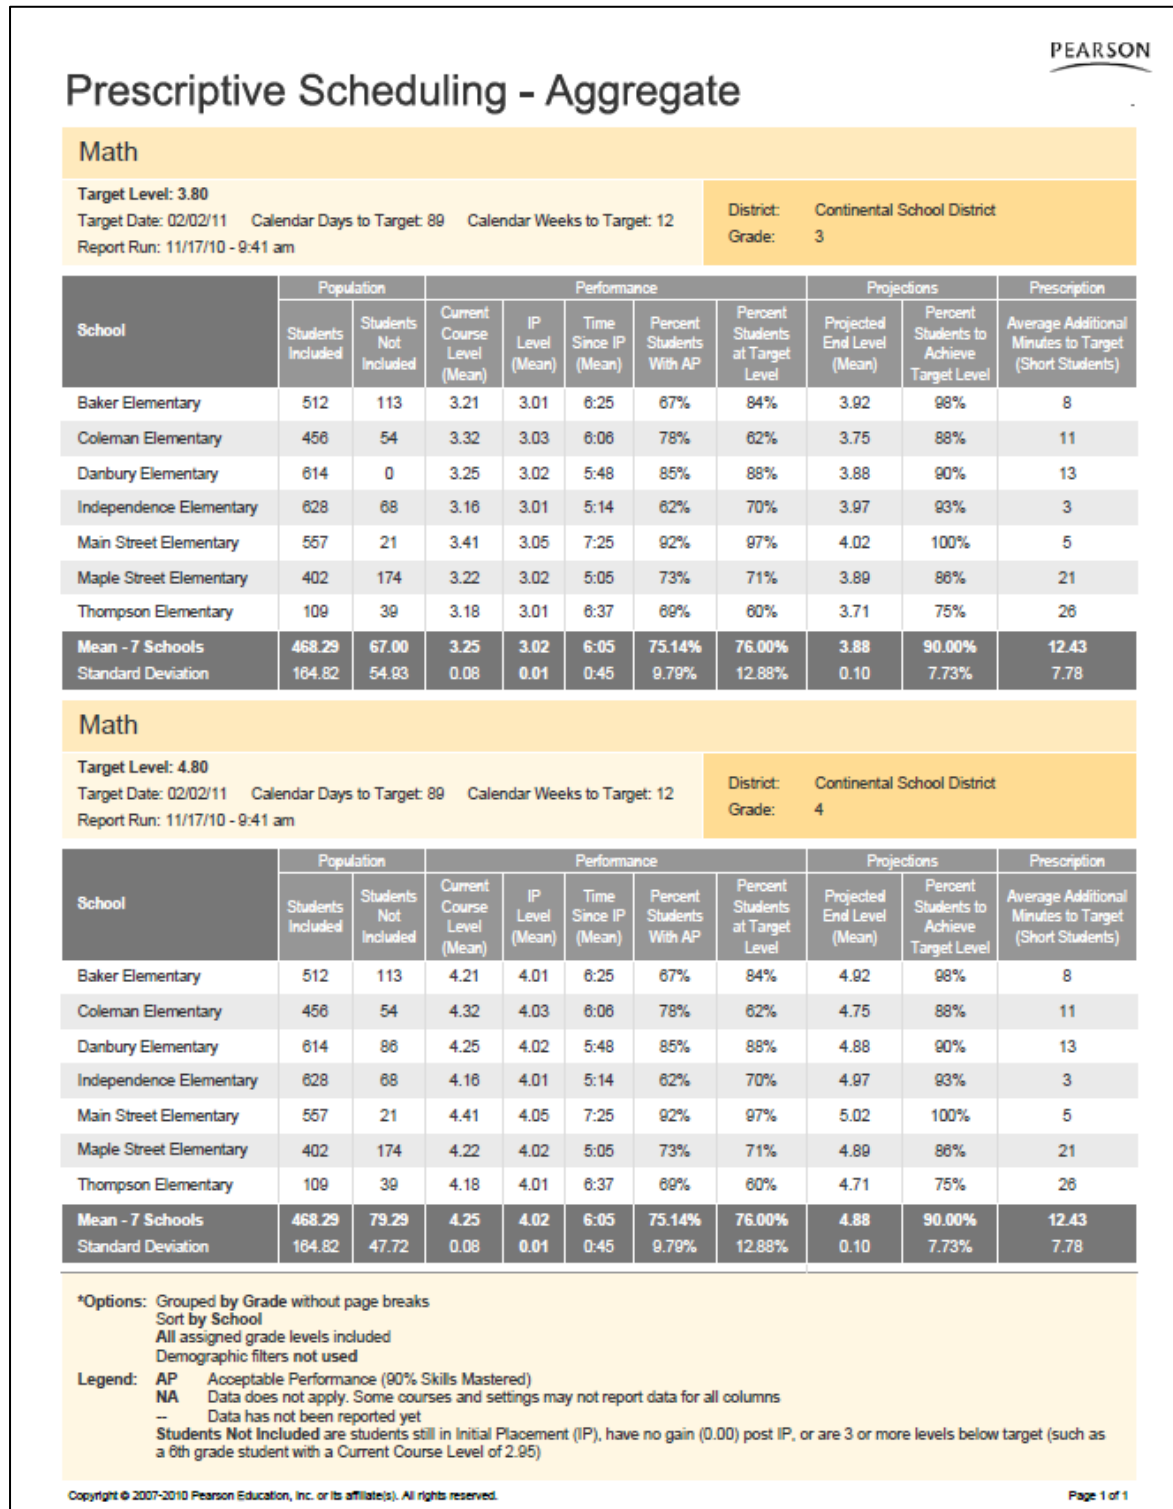 PEARSON
Prescriptive Scheduling - Aggregate
Math
Target Level: 3.80
Target Date: 02/02/11 Calendar Days to Target: 89 Calendar Weeks to Target: 12
Report Run: 11/17/10 - 9:41 am
District: Continental School District
Grade: 3
School
Population Performance Projections Prescription
Students Included
Students Not Included
Current Course Level (Mean)
IP Level (Mean)
Time Since IP (Mean)
Percent Students With AP
Percent Students at Target Level
Projected End Level (Mean)
Percent Students to Achieve Target Level
Average Additional Minutes to Target (Short Students)
Baker Elementary 512 113 3.21 3.01 6:25 67% 84% 3.92 98% 8
Coleman Elementary 456 54 3.32 3.03 6:06 78% 62% 3.75 88% 11
Danbury Elementary 614 0 3.25 3.02 5:48 85% 88% 3.88 90% 13
Independence Elementary 628 68 3.16 3.01 5:14 62% 70% 3.97 93% 3
Main Street Elementary 557 21 3.41 3.05 7:25 92% 97% 4.02 100% 5
Maple Street Elementary 402 174 3.22 3.02 5:05 73% 71% 3.89 86% 21
Thompson Elementary 109 39 3.18 3.01 6:37 69% 60% 3.71 75% 26
Mean - 7 Schools 468.29 67.00 3.25 3.02 6:05 75.14% 76.00% 3.88 90.00% 12.43
Standard Deviation 164.82 54.93 0.08 0.01 0:45 9.79% 12.88% 0.10 7.73% 7.78
Math
Target Level: 4.80
Target Date: 02/02/11 Calendar Days to Target: 89 Calendar Weeks to Target: 12
Report Run: 11/17/10 - 9:41 am
District: Continental School District
Grade: 4
School
Population Performance Projections Prescription
Students Included
Students Not Included
Current Course Level (Mean)
IP Level (Mean)
Time Since IP (Mean)
Percent Students With AP
Percent Students at Target Level
Projected End Level (Mean)
Percent Students to Achieve Target Level
Average Additional Minutes to Target (Short Students)
Baker Elementary 512 113 4.21 4.01 6:25 67% 84% 4.92 98% 8
Coleman Elementary 456 54 4.32 4.03 6:06 78% 62% 4.75 88% 11
Danbury Elementary 614 86 4.25 4.02 5:48 85% 88% 4.88 90% 13
Independence Elementary 628 68 4.16 4.01 5:14 62% 70% 4.97 93% 3
Main Street Elementary 557 21 4.41 4.05 7:25 92% 97% 5.02 100% 5
Maple Street Elementary 402 174 4.22 4.02 5:05 73% 71% 4.89 86% 21
Thompson Elementary 109 39 4.18 4.01 6:37 69% 60% 4.71 75% 26
Mean - 7 Schools 468.29 79.29 4.25 4.02 6:05 75.14% 76.00% 4.88 90.00% 12.43
Standard Deviation 164.82 47.72 0.08 0.01 0:45 9.79% 12.88% 0.10 7.73% 7.78
*Options: Grouped by Grade without page breaks
Sort by School
All assigned grade levels included
Demographic filters not used
Legend: AP Acceptable Performance (90% Skills Mastered)
NA Data does not apply. Some courses and settings may not report data for all columns
-- Data has not been reported yet
Students Not Included are students still in Initial Placement (IP), have no gain (0.00) post IP, or are 3 or more levels below target (such as
a 6th grade student with a Current Course Level of 2.95)
Copyright © 2007-2010 Pearson Education, Inc. or its affiliate(s). All rights reserved. Page 1 of 1